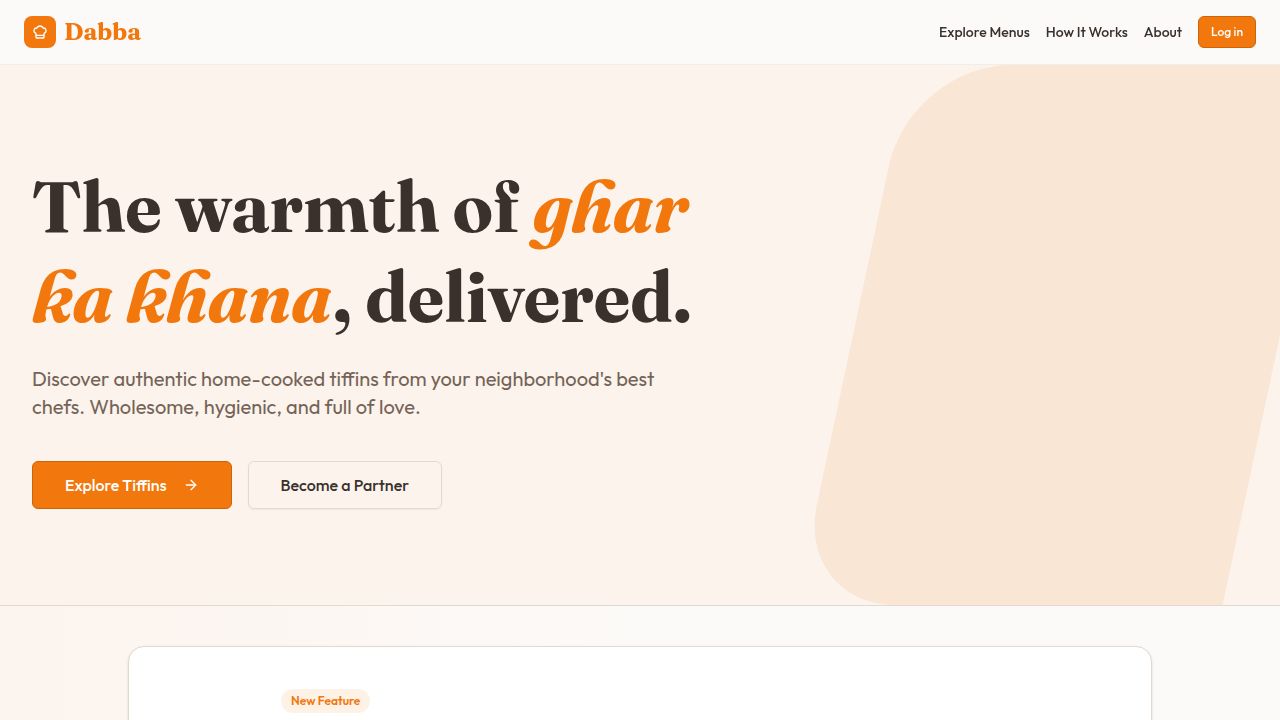 Dabba
Explore Menus
How It Works
About
Log in
The warmth of ghar
ka khana, delivered.
Discover authentic home-cooked tiffins from your neighborhood's best
chefs. Wholesome, hygienic, and full of love.
Explore Tiffins
Become a Partner
New Feature